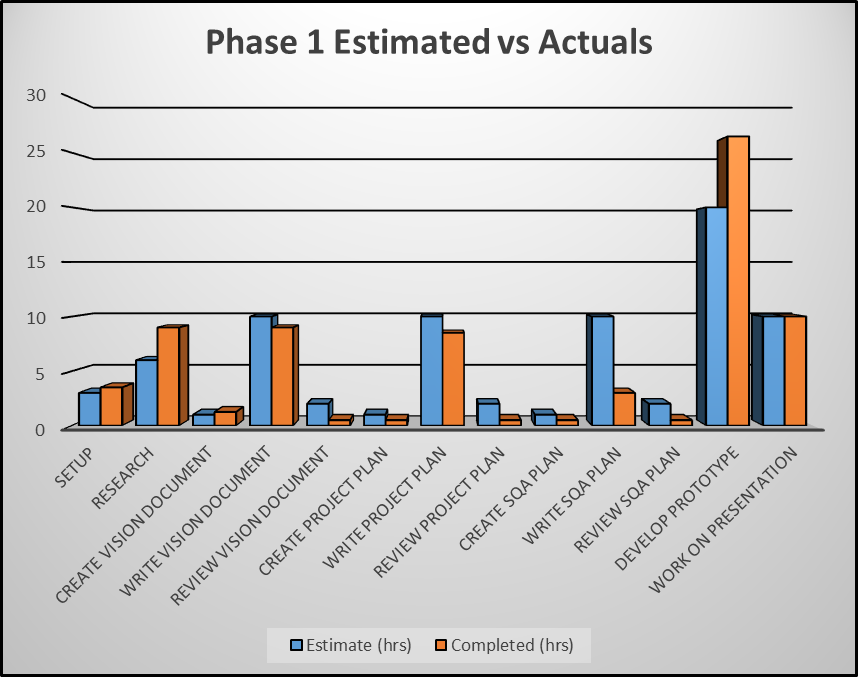 Phase 1 Estimated vs Actuals
30
25
20
15
10
5
0
SETUP
RESEARCH
CREATE VISION DOCUMENT
WRITE VISION DOCUMENT
REVIEW VISION DOCUMENT
CREATE PROJECT PLAN
WRITE PROJECT PLAN
REVIEW PROJECT PLAN
CREATE SQA PLAN
WRITE SQA PLAN
REVIEW SQA PLAN
DEVELOP PROTOTYPE
WORK ON PRESENTATION
Estimate (hrs) Completed (hrs)